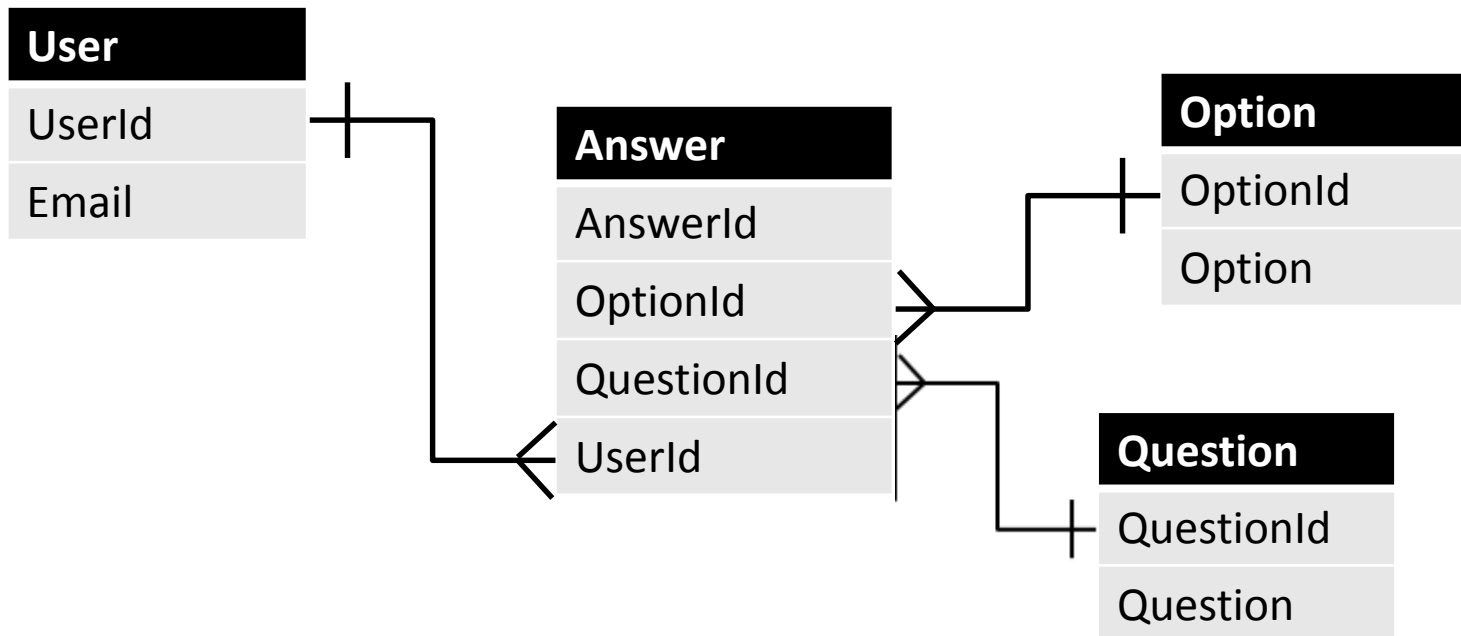 User
UserId
Email
Answer
AnswerId
OptionId
QuestionId
UserId
Option
OptionId
Option
Question
QuestionId
Question